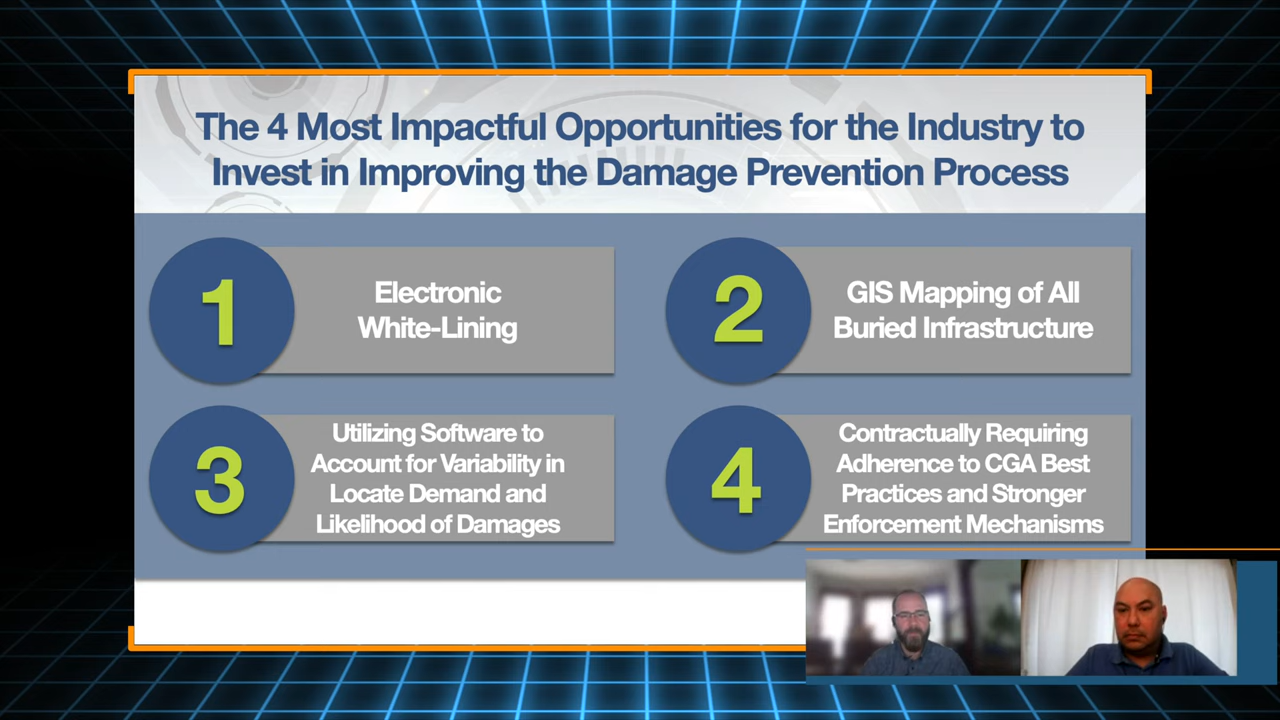 The 4 Most Impactful Opportunities for the Industry to
Invest in Improving the Damage Prevention Process
1
Electronic
White-Lining
2
GIS Mapping of All
Buried Infrastructure
3
Utilizing Software to
Account for Variability in
Locate Demand and
Likelihood of Damages
4
Contractually Requiring
Adherence to CGA Best
Practices and Stronger
Enforcement Mechanisms